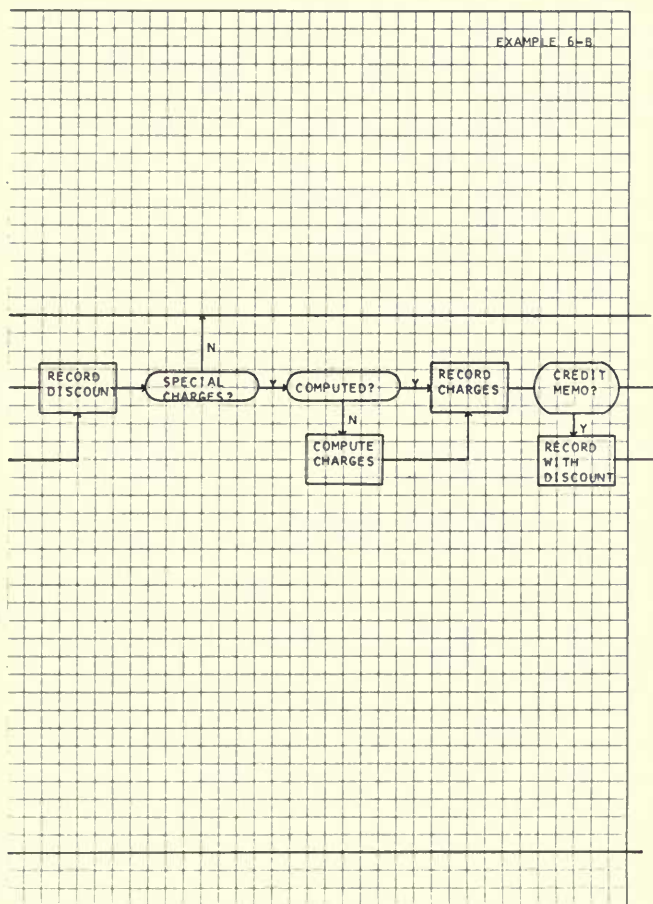 EXAMPLE 6-B
N
RECORD
DISCOUNT
SPECIAL
CHARGES?
Y
COMPUTED?
Y
RECORD
CHARGES
CREDIT
MEMO?
N
COMPUTE
CHARGES
Y
RECORD
WITH
DISCOUNT